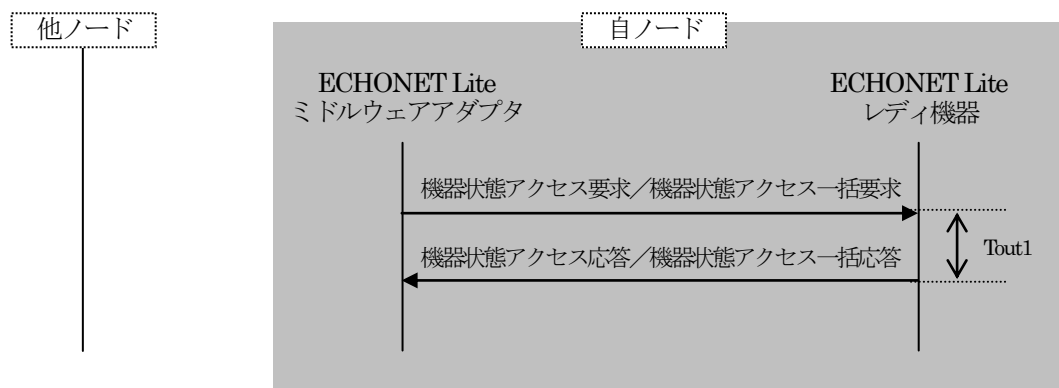 他ノード
自ノード
ECHONET Lite
ミドルウェアアダプタ
ECHONET Lite
レディ機器
機器状態アクセス要求／機器状態アクセス一括要求
機器状態アクセス応答／機器状態アクセス一括応答
Tout1